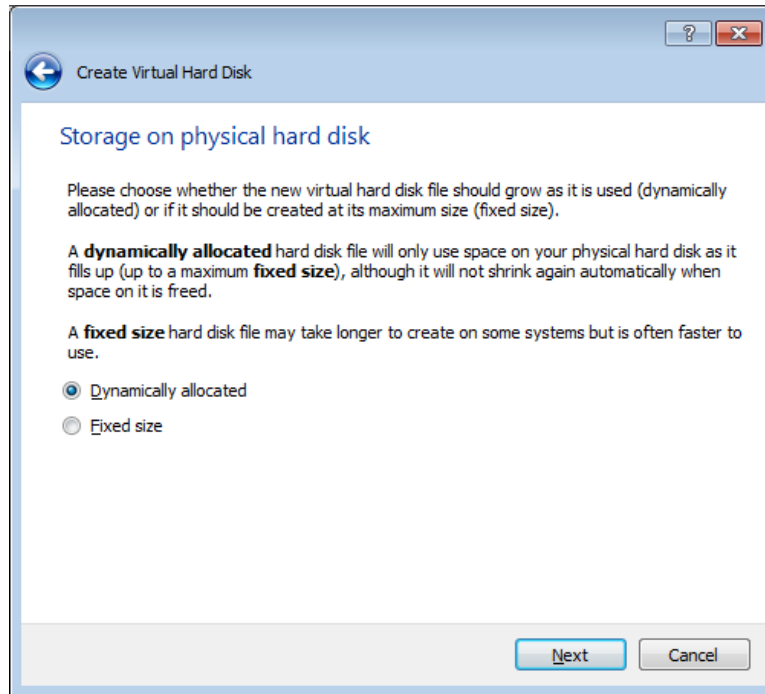 Create Virtual Hard Disk
Storage on physical hard disk
Please choose whether the new virtual hard disk file should grow as it is used (dynamically
allocated) or if it should be created at its maximum size (fixed size).
A dynamically allocated hard disk file will only use space on your physical hard disk as it
fills up (up to a maximum fixed size), although it will not shrink again automatically when
space on it is freed.
A fixed size hard disk file may take longer to create on some systems but is often faster to
use.
Dynamically allocated
Fixed size
Next Cancel